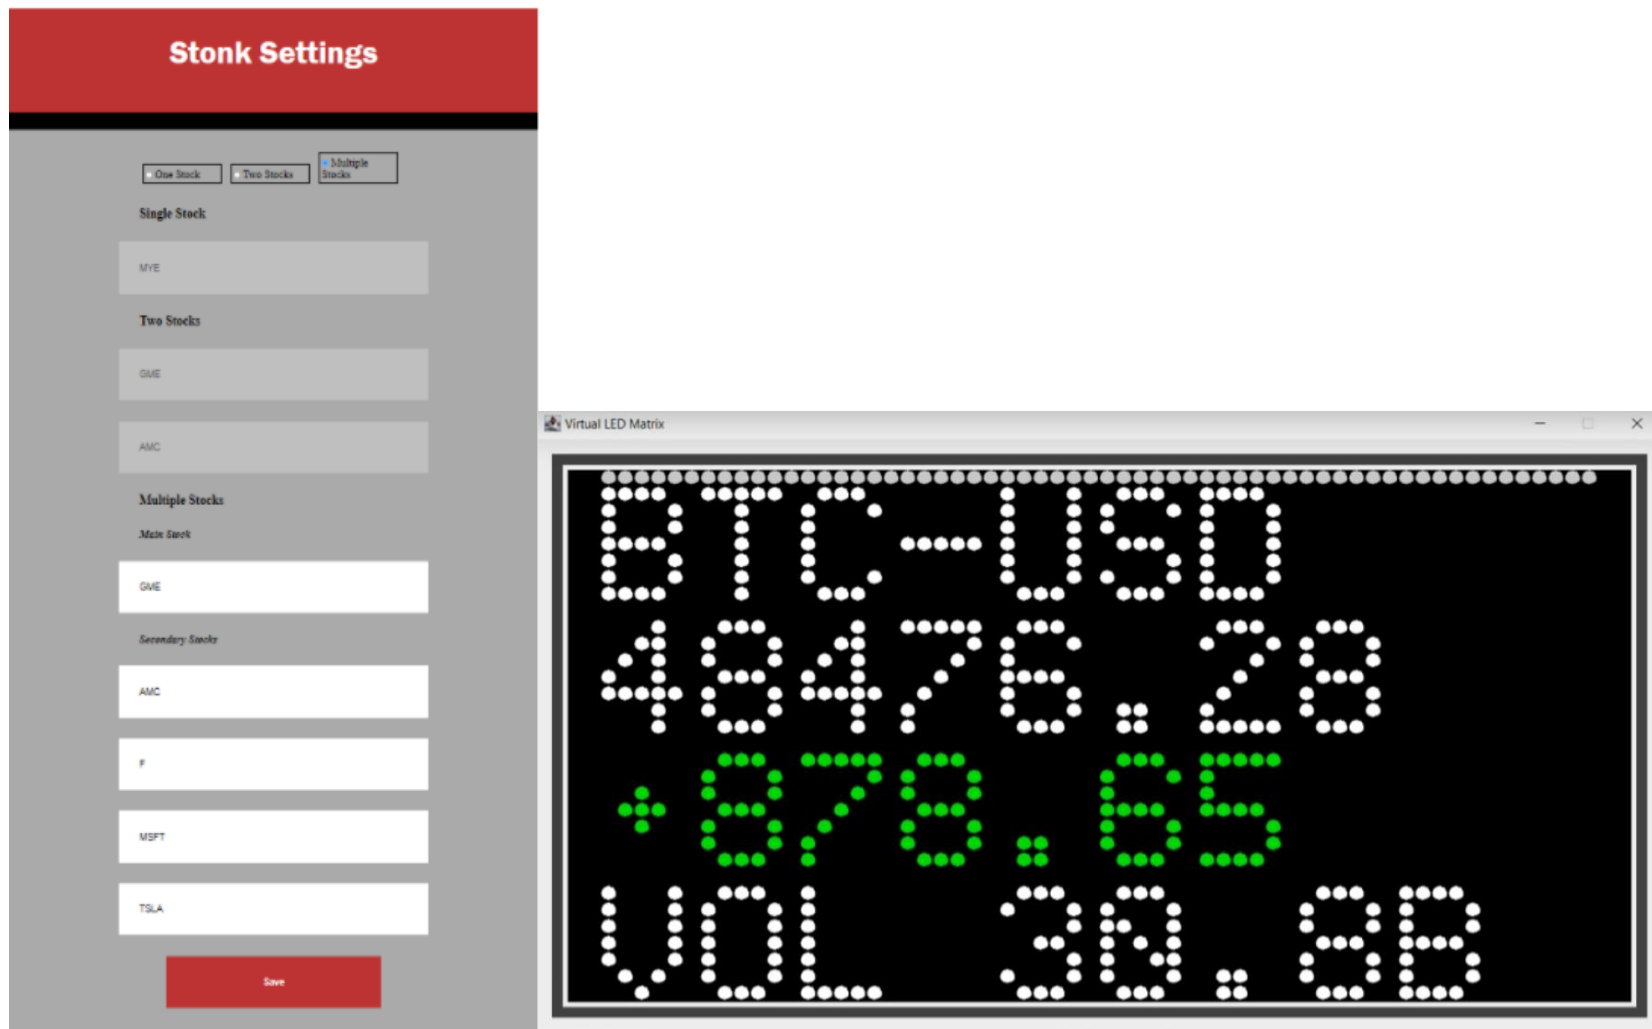 Stonk Settings
One Stock Two Stocks Multiple
Stocks
Single Stock
MYE
Two Stocks
GME
AMC
Multiple Stocks
Main Stock
GME
Secondary Stocks
AMC
F
MSFT
TSLA
Save
Virtual LED Matrix
BTC-USD
48476.28
+878.65
VOL 30.8B